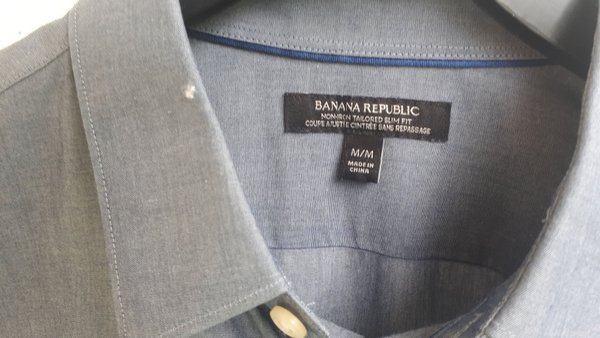 BANANA REPUBLIC
NON-IRON TAILORED SLIM FIT
COUPE AJUSTÉE CINTRÉE SANS REPASSAGE
M/M
MADE IN
CHINA